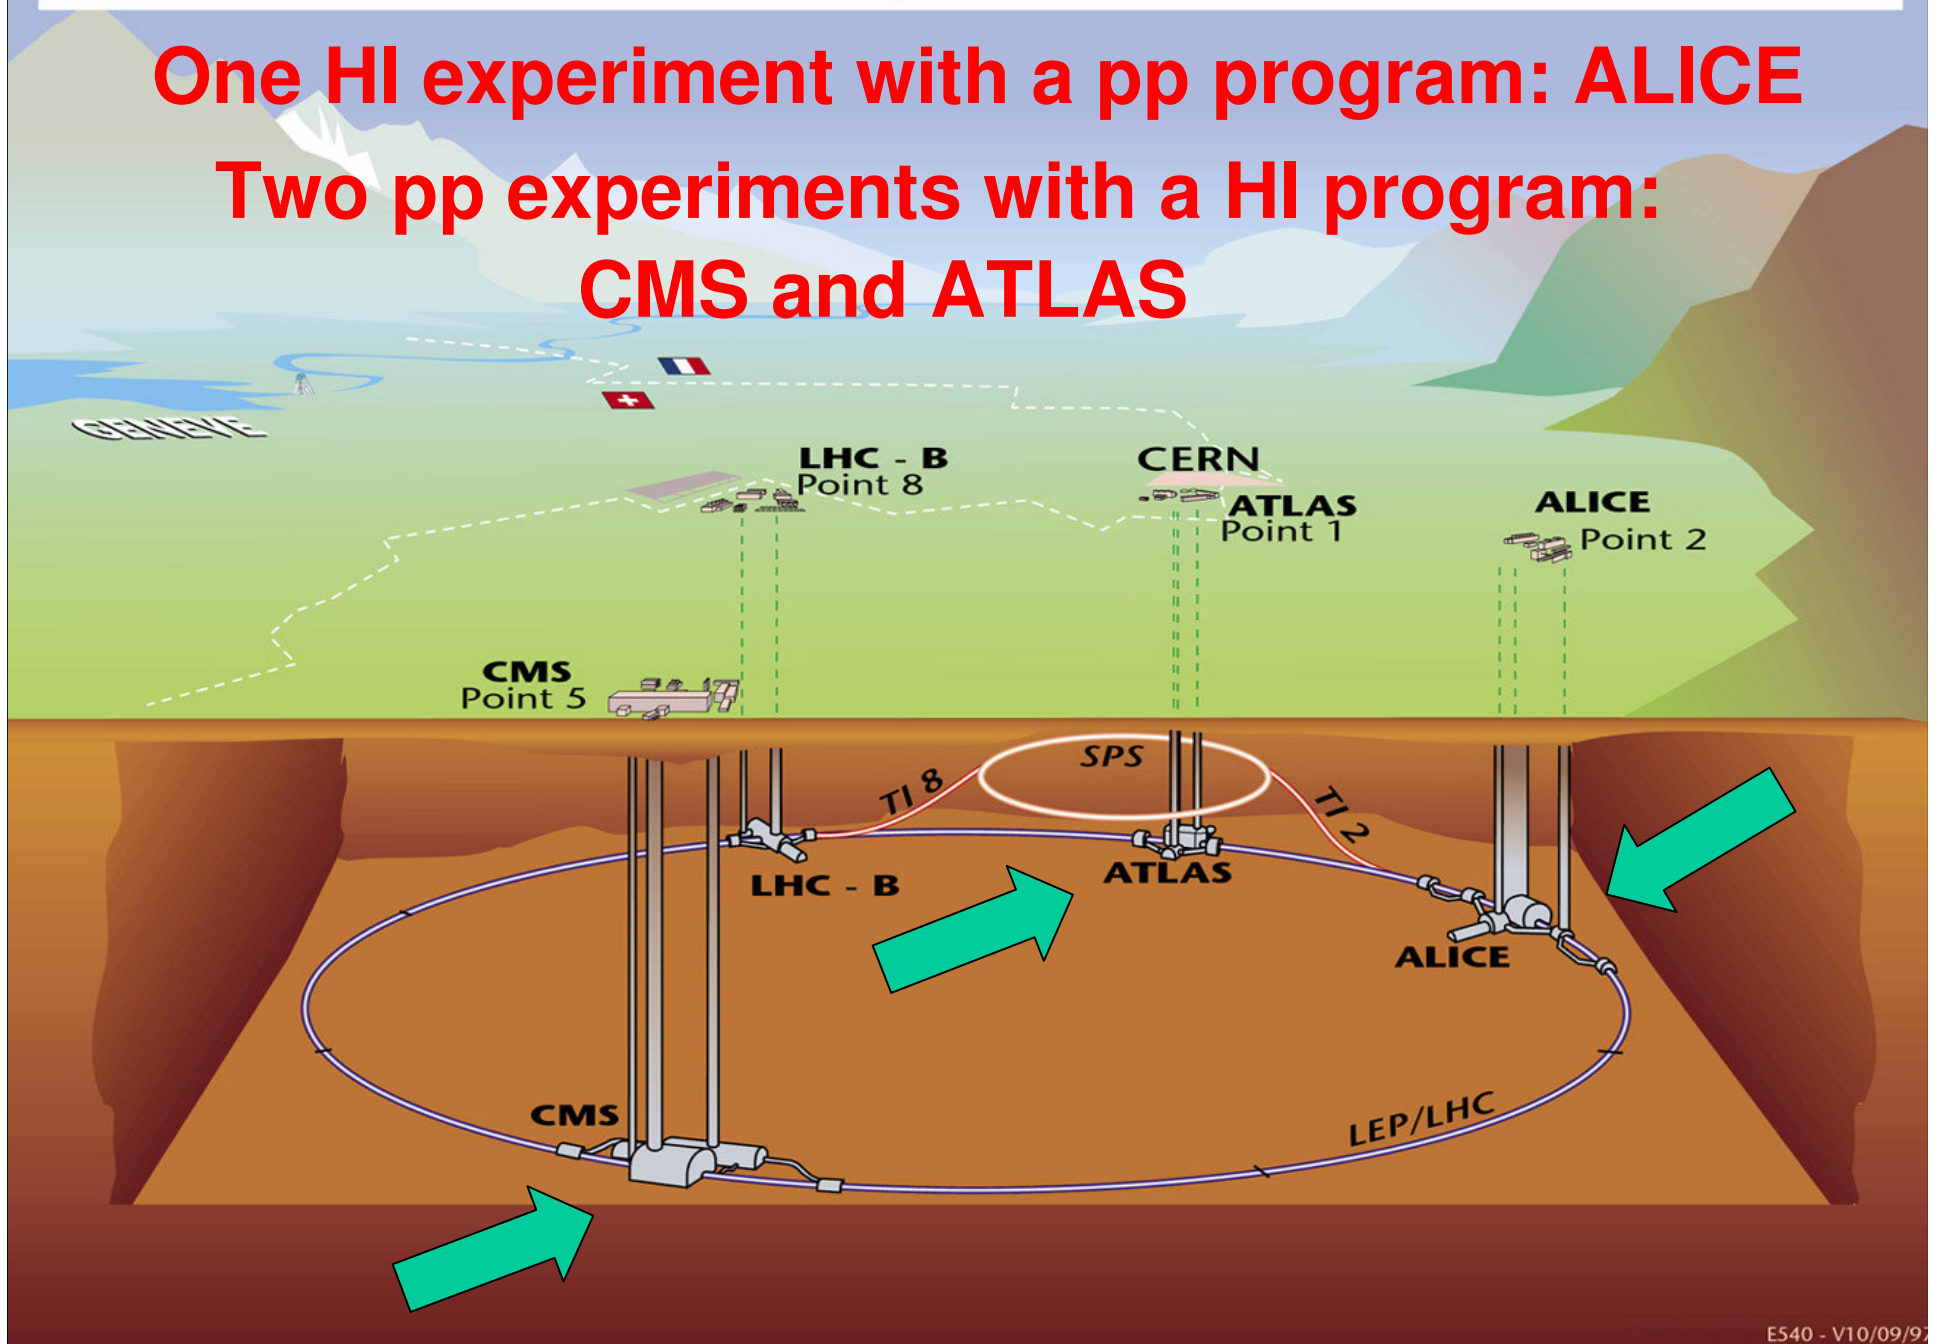 One HI experiment with a pp program: ALICE
Two pp experiments with a HI program:
CMS and ATLAS
GENEVE
LHC - B
Point 8
CERN
ATLAS
Point 1
ALICE
Point 2
CMS
Point 5
SPS
TI 8
TI 2
LHC - B
ATLAS
ALICE
CMS
LEP/LHC
E540 - V10/09/97